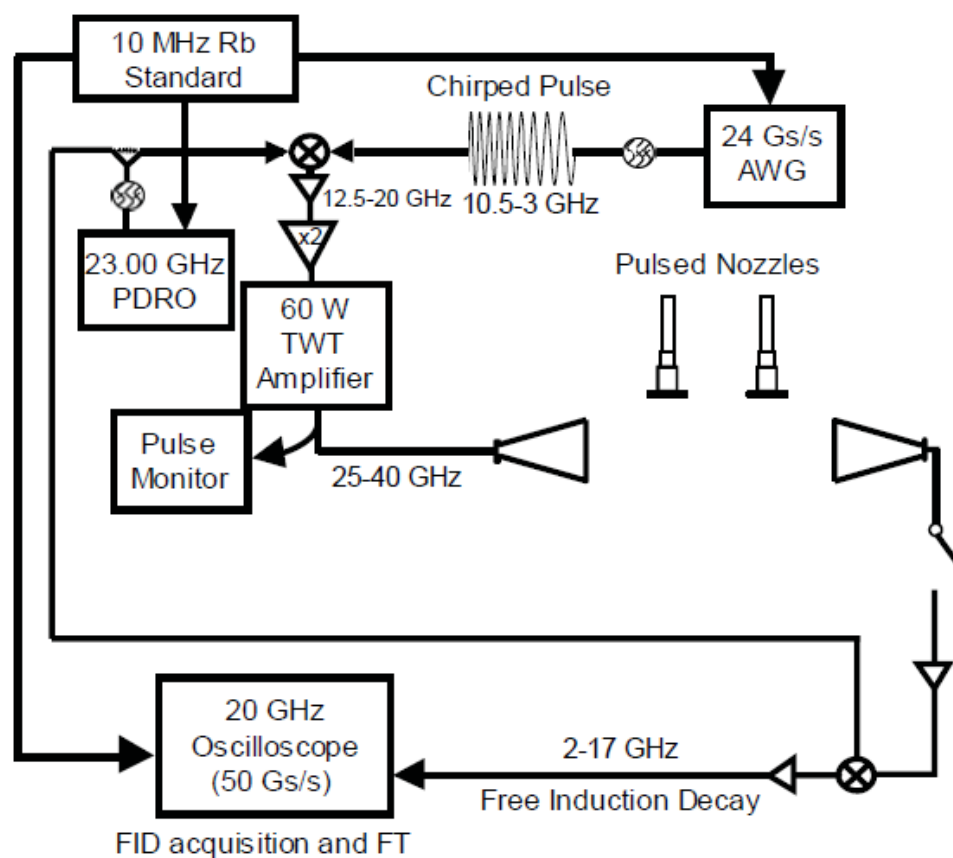 10 MHz Rb
Standard
Chirped Pulse
24 Gs/s
AWG
12.5-20 GHz
10.5-3 GHz
x2
23.00 GHz
PDRO
Pulsed Nozzles
60 W
TWT
Amplifier
Pulse
Monitor
25-40 GHz
20 GHz
Oscilloscope
(50 Gs/s)
2-17 GHz
Free Induction Decay
FID acquisition and FT